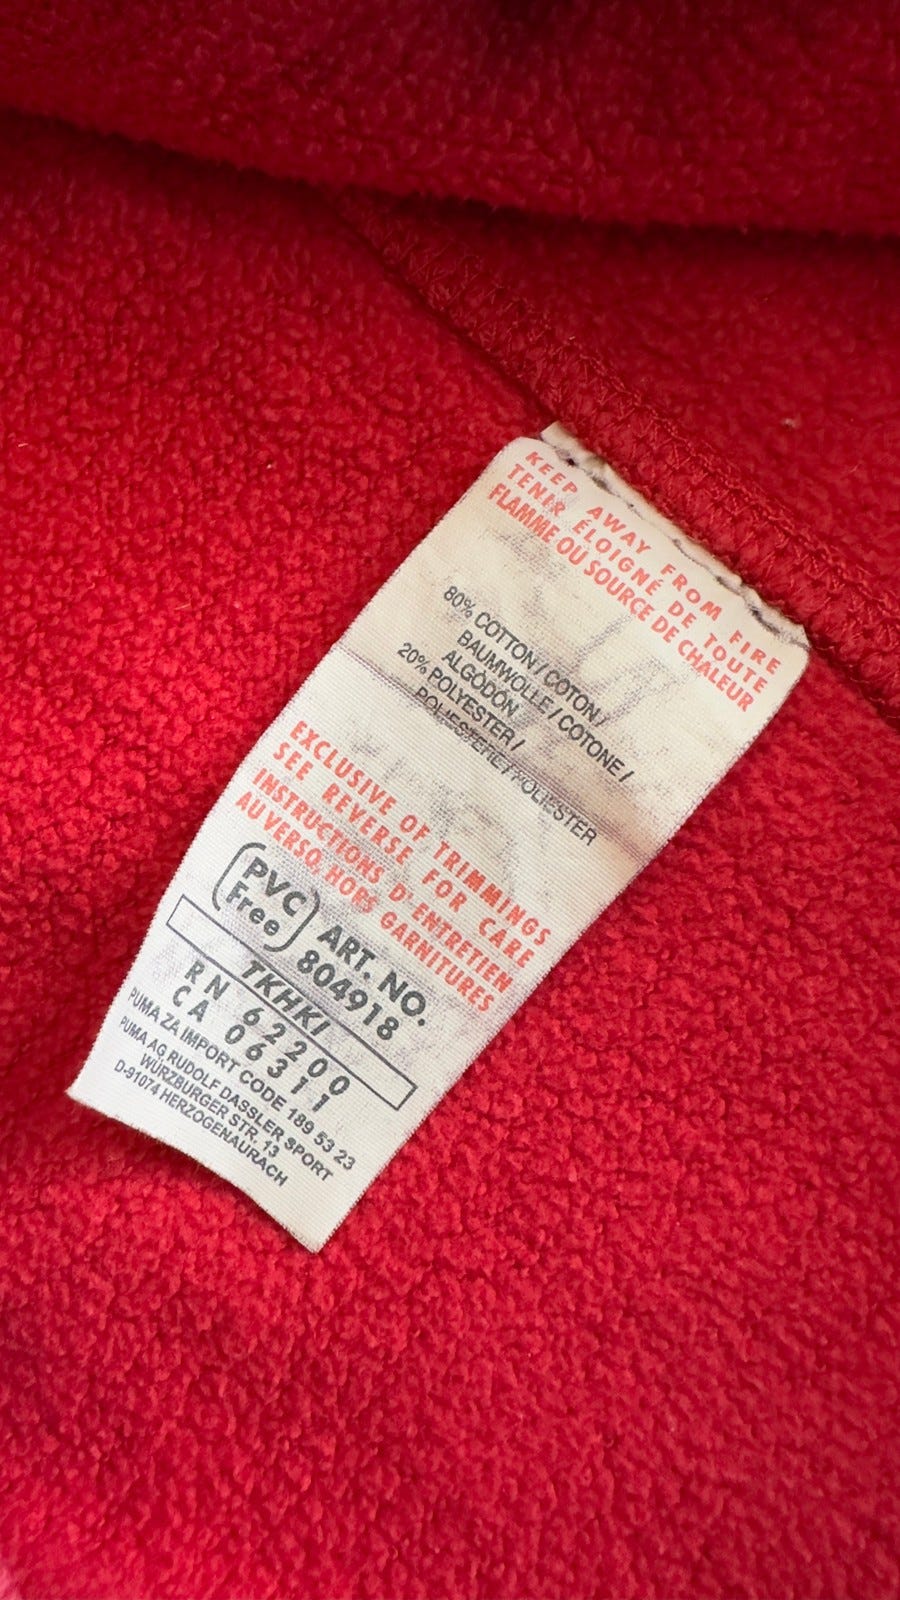 KEEP AWAY FROM FIRE
TENIR ÉLOIGNÉ DE TOUTE
FLAMME OU SOURCE DE CHALEUR
80% COTTON / COTON /
BAUMWOLLE / COTONE /
ALGÓDÓN
20% POLYESTER /
POLIESTERE / POLIESTER
EXCLUSIVE OF TRIMMINGS
SEE REVERSE FOR CARE
INSTRUCTIONS D'ENTRETIEN
AU VERSO, HORS GARNITURES
PVC
Free
ART. NO.
804918
TKHKI
RN 62200
CA 06311
PUMA ZA IMPORT CODE 189 53 23
PUMA AG RUDOLF DASSLER SPORT
WÜRZBURGER STR. 13
D-91074 HERZOGENAURACH